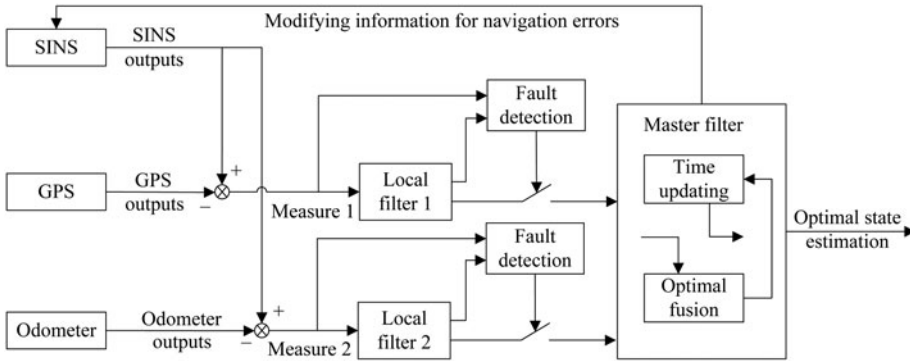 Modifying information for navigation errors
SINS
SINS
outputs
Fault
detection
Master filter
GPS
GPS
outputs
+
−
Measure 1
Local
filter 1
Time
updating
Optimal state
estimation
Fault
detection
Optimal
fusion
Odometer
Odometer
outputs
+
−
Measure 2
Local
filter 2